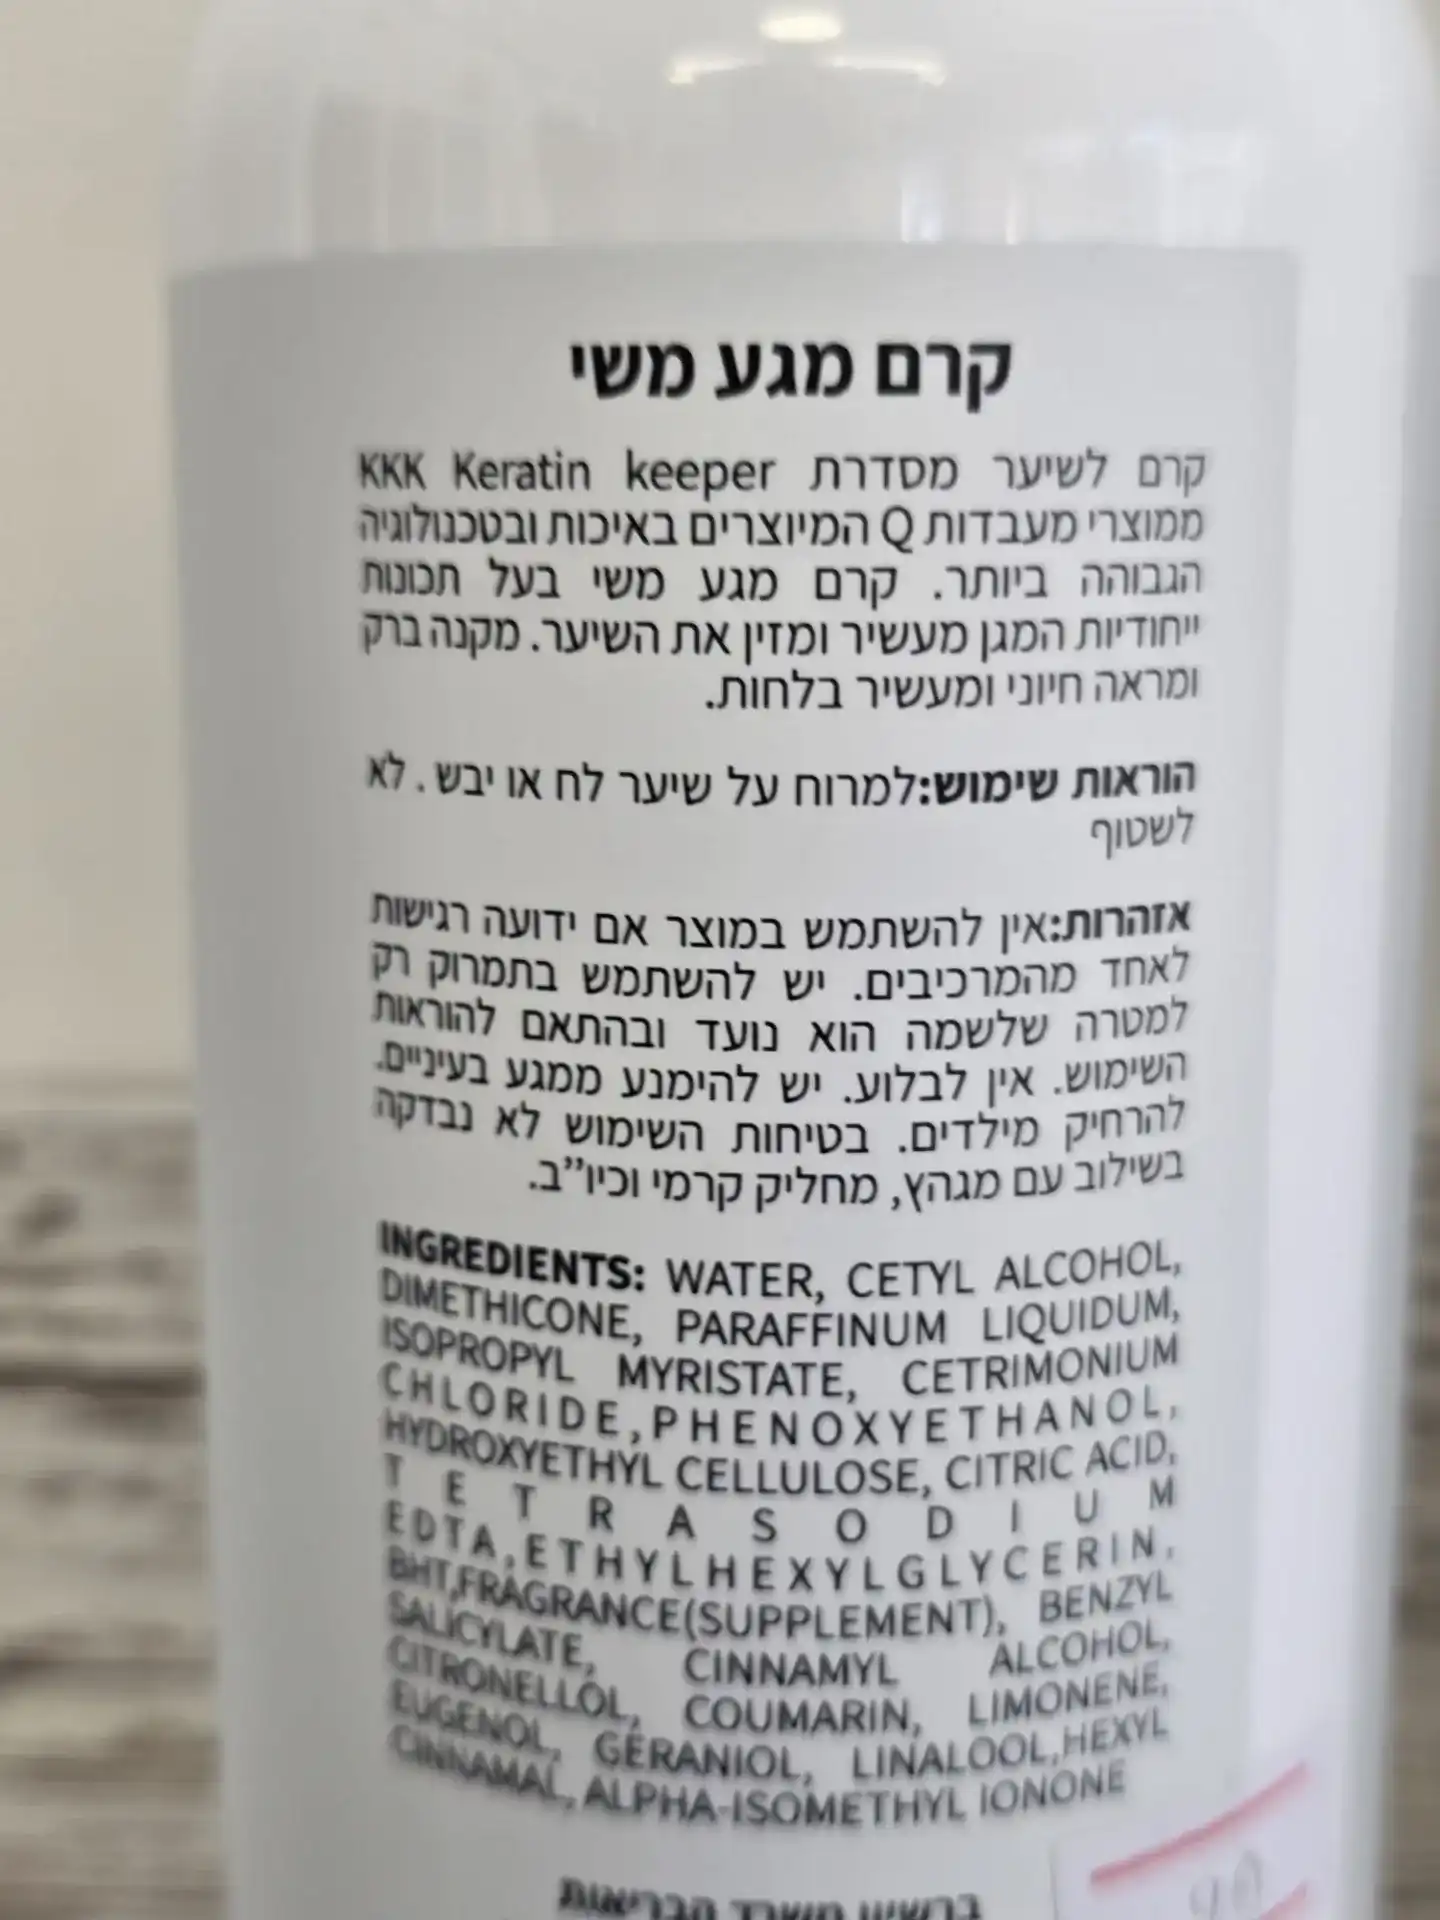 קרם מגע משי
קרם לשיער מסדרת KKK Keratin keeper
ממוצרי מעבדות Q המיוצרים באיכות ובטכנולוגיה
הגבוהה ביותר. קרם מגע משי בעל תכונות
ייחודיות המגן מעשיר ומזין את השיער. מקנה ברק
ומראה חיוני ומעשיר בלחות.
הוראות שימוש:למרוח על שיער לח או יבש . לא
לשטוף
אזהרות:אין להשתמש במוצר אם ידועה רגישות
לאחד מהמרכיבים. יש להשתמש בתמרוק רק
למטרה שלשמה הוא נועד ובהתאם להוראות
השימוש. אין לבלוע. יש להימנע ממגע בעיניים.
להרחיק מילדים. בטיחות השימוש לא נבדקה
בשילוב עם מגהץ, מחליק קרמי וכיו"ב.
INGREDIENTS: WATER, CETYL ALCOHOL,
DIMETHICONE, PARAFFINUM LIQUIDUM,
ISOPROPYL MYRISTATE, CETRIMONIUM
CHLORIDE,PHENOXYETHANOL,
HYDROXYETHYL CELLULOSE, CITRIC ACID,
TETRASODIUM
EDTA,ETHYLHEXYLGLYCERIN,
BHT,FRAGRANCE(SUPPLEMENT), BENZYL
SALICYLATE, CINNAMYL ALCOHOL,
CITRONELLOL, COUMARIN, LIMONENE,
EUGENOL, GERANIOL, LINALOOL,HEXYL
CINNAMAL, ALPHA-ISOMETHYL IONONE
ברשיון משרד הבריאות